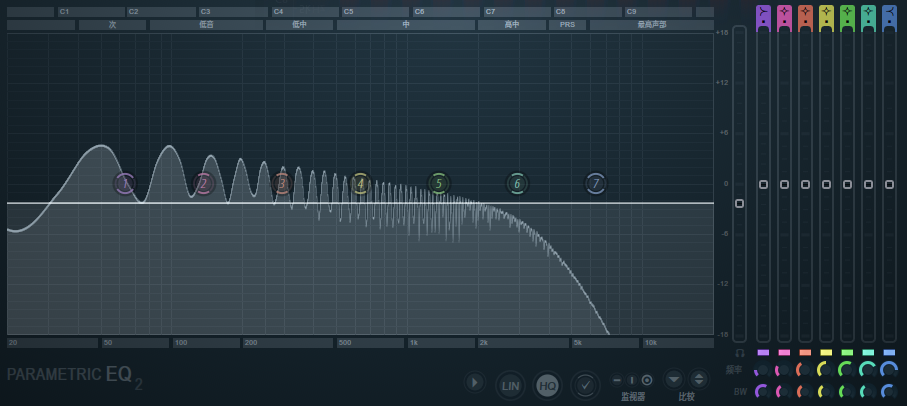 C1 C2 C3 C4 C5 C6 C7 C8 C9
次 低音 低中 中 高中 PRS 最高声部
+18
+6
0
-6
-12
-18
1 2 3 4 5 6 7
20 50 100 200 500 1k 2k 5k 10k
频率
PARAMETRIC EQ 2
LIN HQ
BW
监视器 比较